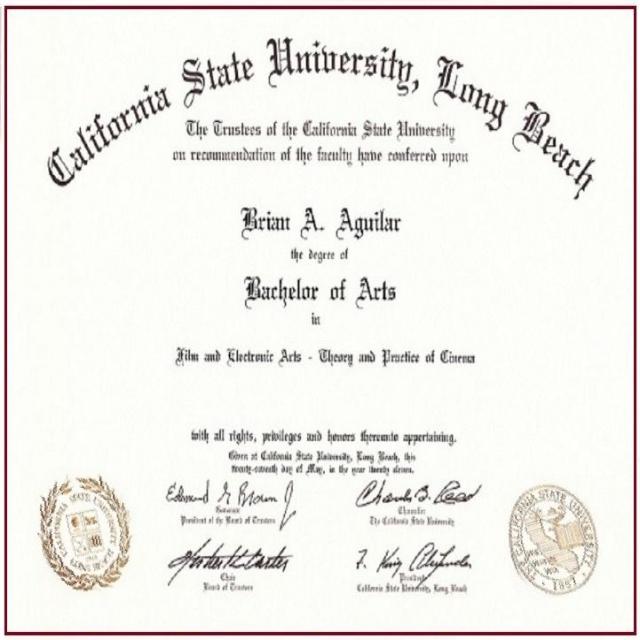 California State University, Long Beach
The Trustees of the California State University
on recommendation of the faculty have conferred upon
Brian A. Aguilar
the degree of
Bachelor of Arts
in
Film and Electronic Arts - Theory and Practice of Cinema
with all rights, privileges and honors thereunto appertaining.
Given at California State University, Long Beach, this
twenty-seventh day of May, in the year twenty eleven.
Edmund G Brown Jr
Charles B. Reed
Governor
Chancellor
President of the Board of Trustees
The California State University
F. King Alexander
Chair
President
Board of Trustees
California State University, Long Beach
THE CALIFORNIA STATE UNIVERSITY
1857